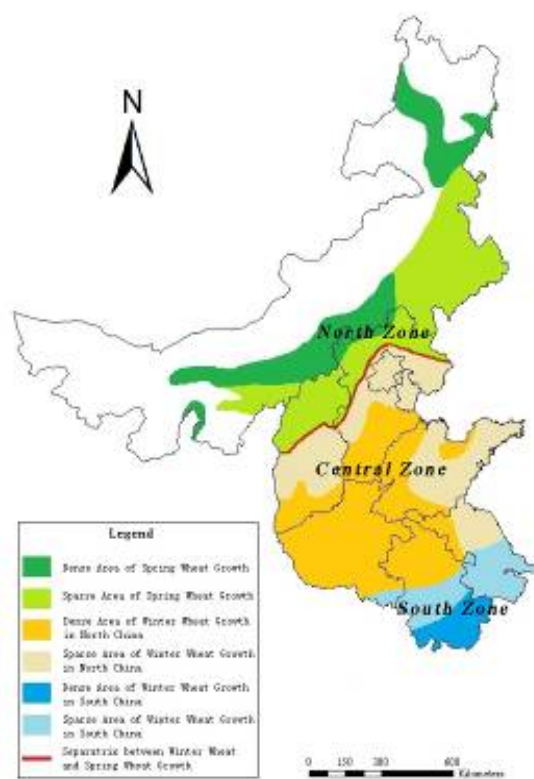 N
North Zone
Central Zone
South Zone
Legend
Dense Area of Spring Wheat Growth
Sparse Area of Spring Wheat Growth
Dense Area of Winter Wheat Growth
in North China
Sparse Area of Winter Wheat Growth
in North China
Dense Area of Winter Wheat Growth
in South China
Sparse Area of Winter Wheat Growth
in South China
Separatrix between Winter Wheat
and Spring Wheat Growth
0 150 300 600
Kilometers